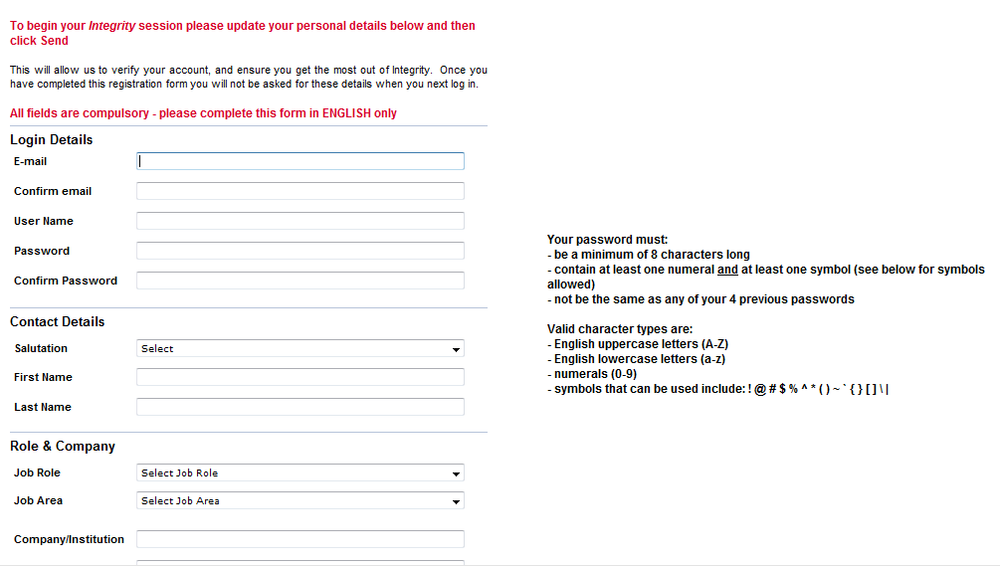 To begin your Integrity session please update your personal details below and then
click Send
This will allow us to verify your account, and ensure you get the most out of Integrity. Once you
have completed this registration form you will not be asked for these details when you next log in.
All fields are compulsory - please complete this form in ENGLISH only
Login Details
E-mail
Confirm email
User Name
Password
Confirm Password
Your password must:
- be a minimum of 8 characters long
- contain at least one numeral and at least one symbol (see below for symbols
allowed)
- not be the same as any of your 4 previous passwords
Valid character types are:
- English uppercase letters (A-Z)
- English lowercase letters (a-z)
- numerals (0-9)
- symbols that can be used include: ! @ # $ % ^ * ( ) ~ ` { } [ ] \ |
Contact Details
Salutation
Select
First Name
Last Name
Role & Company
Job Role
Select Job Role
Job Area
Select Job Area
Company/Institution